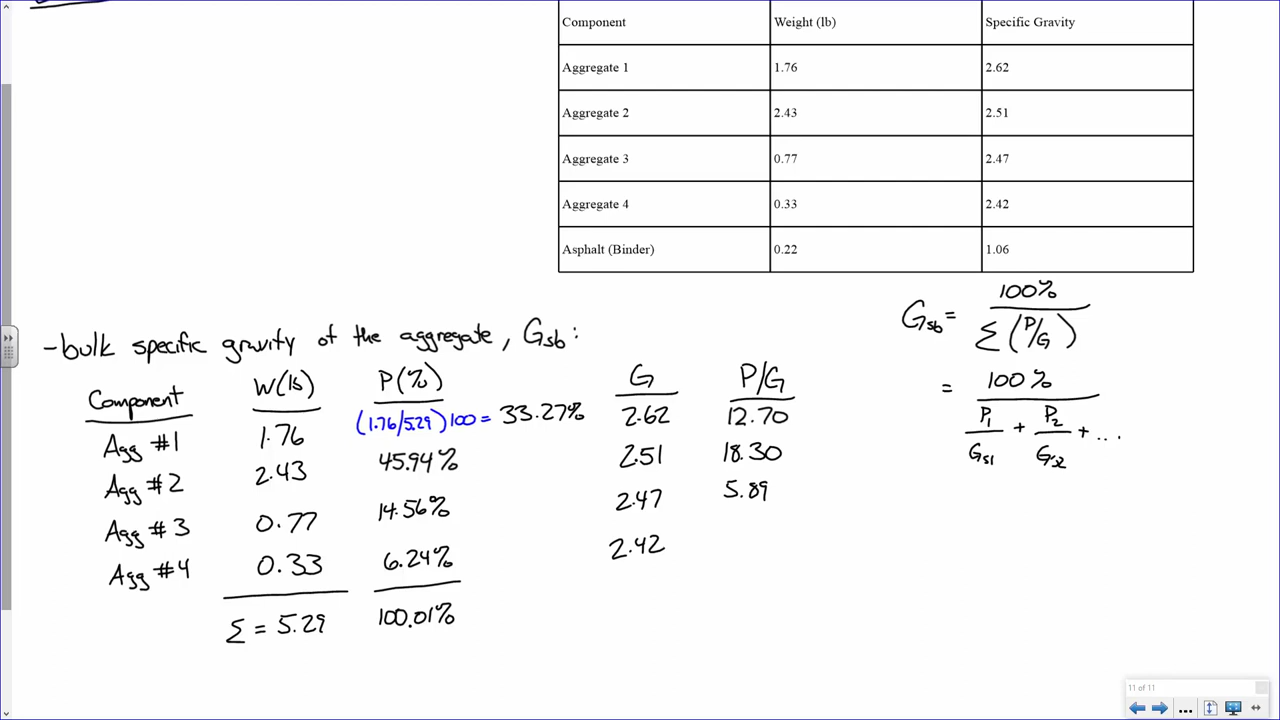 Component Weight (lb) Specific Gravity
Aggregate 1 1.76 2.62
Aggregate 2 2.43 2.51
Aggregate 3 0.77 2.47
Aggregate 4 0.33 2.42
Asphalt (Binder) 0.22 1.06
-bulk specific gravity of the aggregate, Gsb:
Gsb = 100% / Σ(P/G)
= 100% / P1/Gs1 + P2/Gs2 + ...
Component W(lb) P(%) G P/G
Agg #1 1.76 (1.76/5.29)100 = 33.27% 2.62 12.70
Agg #2 2.43 45.94% 2.51 18.30
Agg #3 0.77 14.56% 2.47 5.89
Agg #4 0.33 6.24% 2.42
Σ = 5.29 100.01%
11 of 11